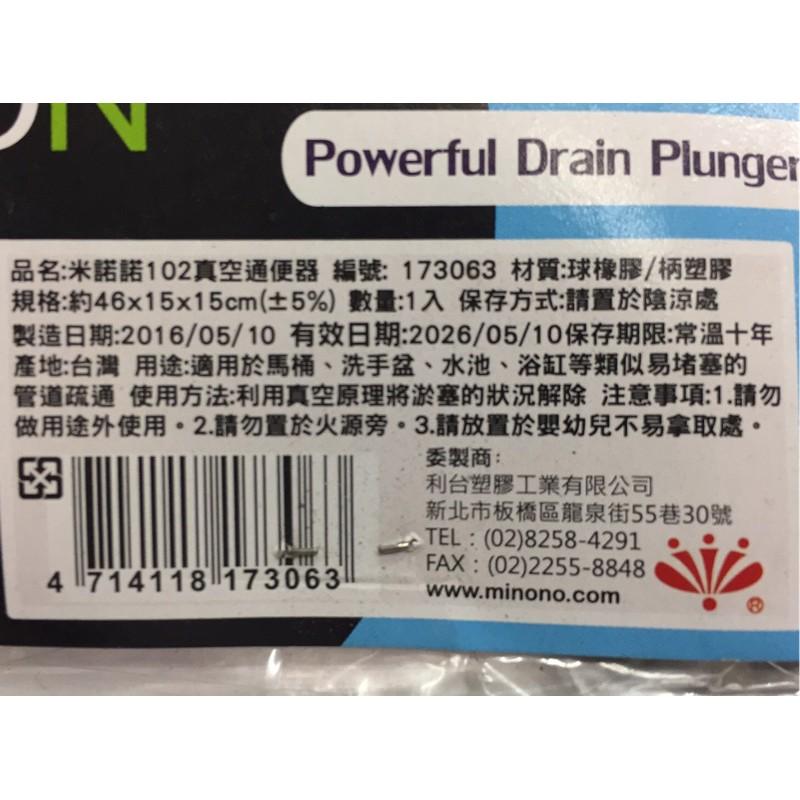 ON
Powerful Drain Plunger
品名:米諾諾102真空通便器 編號: 173063 材質:球橡膠/柄塑膠
規格:約46x15x15cm(±5%) 數量:1入 保存方式:請置於陰涼處
製造日期:2016/05/10 有效日期:2026/05/10保存期限:常溫十年
產地:台灣 用途:適用於馬桶、洗手盆、水池、浴缸等類似易堵塞的
管道疏通 使用方法:利用真空原理將淤塞的狀況解除 注意事項:1.請勿
做用途外使用。2.請勿置於火源旁。3.請放置於嬰幼兒不易拿取處。
委製商:
利台塑膠工業有限公司
新北市板橋區龍泉街55巷30號
TEL：(02)8258-4291
FAX：(02)2255-8848
www.minono.com
®
4 714118 173063